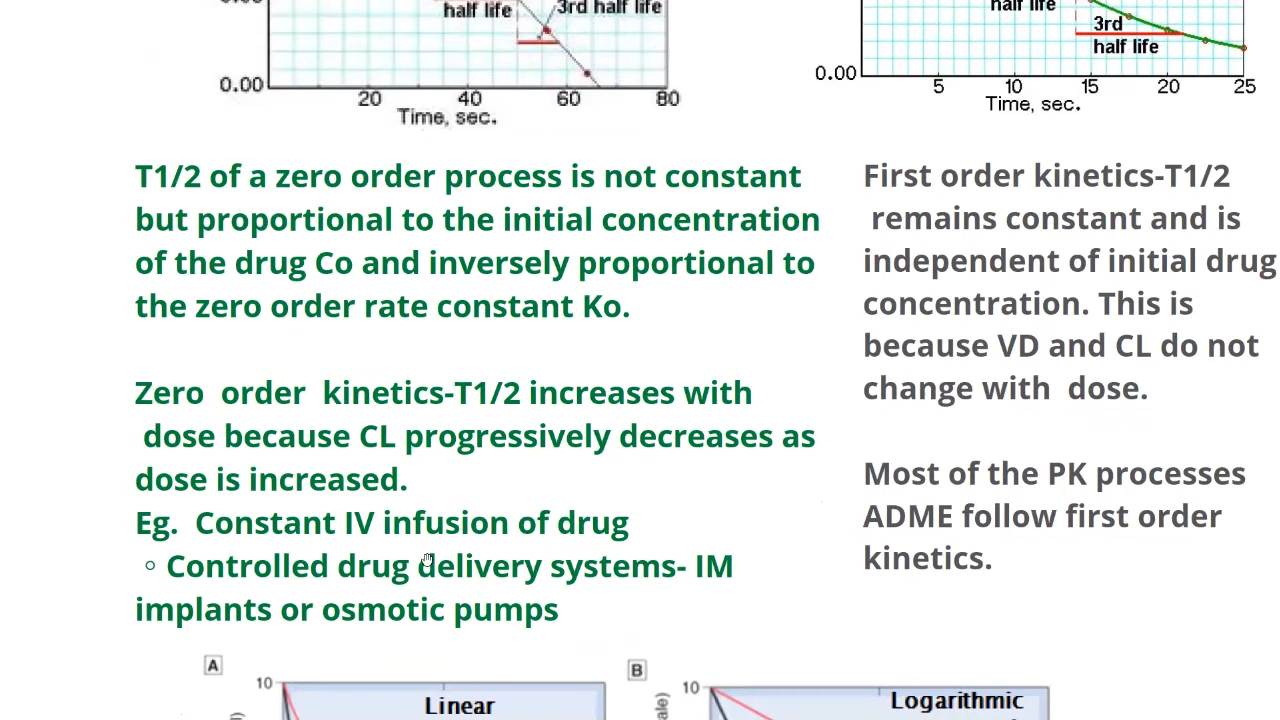 half life
3rd half life
0.00
20 40 60 80
Time, sec.
half life
3rd
half life
0.00
5 10 15 20 25
Time, sec.
T1/2 of a zero order process is not constant
but proportional to the initial concentration
of the drug Co and inversely proportional to
the zero order rate constant Ko.
Zero order kinetics-T1/2 increases with
dose because CL progressively decreases as
dose is increased.
Eg. Constant IV infusion of drug
◦ Controlled drug delivery systems- IM
implants or osmotic pumps
First order kinetics-T1/2
remains constant and is
independent of initial drug
concentration. This is
because VD and CL do not
change with dose.
Most of the PK processes
ADME follow first order
kinetics.
A
10
Linear
B
10
Logarithmic